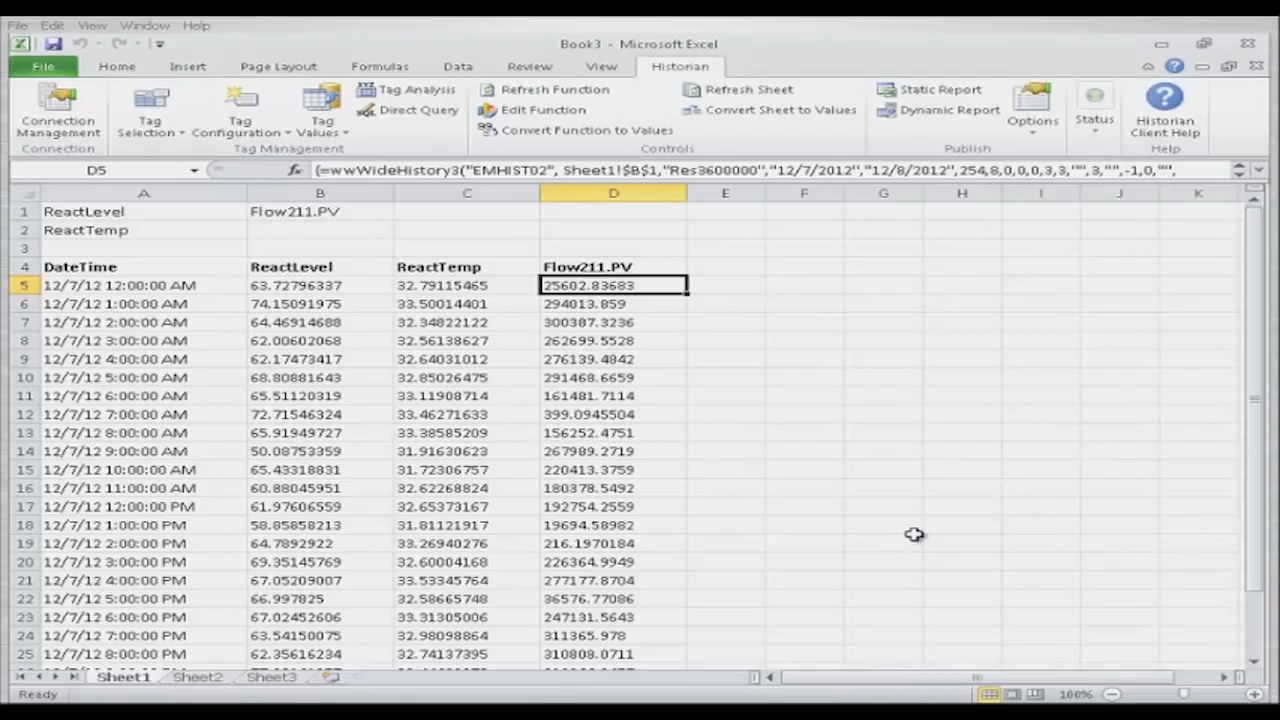 File Edit View Window Help
Book3 - Microsoft Excel
File Home Insert Page Layout Formulas Data Review View Historian
Connection Management
Tag Selection
Tag Configuration
Tag Values
Tag Analysis
Direct Query
Refresh Function
Edit Function
Convert Function to Values
Refresh Sheet
Convert Sheet to Values
Static Report
Dynamic Report
Options
Status
Historian Client Help
Connection Tag Management Controls Publish Help
D5 fx {=wwWideHistory3("EMHIST02", Sheet1!$B$1,"Res3600000","12/7/2012","12/8/2012",254,8,0,0,0,3,3,"",3,"",-1,0,"",
A B C D E F G H I J K
1 ReactLevel Flow211.PV
2 ReactTemp
3
4 DateTime ReactLevel ReactTemp Flow211.PV
5 12/7/12 12:00:00 AM 63.72796337 32.79115465 25602.83683
6 12/7/12 1:00:00 AM 74.15091975 33.50014401 294013.859
7 12/7/12 2:00:00 AM 64.46914688 32.34822122 300387.3236
8 12/7/12 3:00:00 AM 62.00602068 32.56138627 262699.5528
9 12/7/12 4:00:00 AM 62.17473417 32.64031012 276139.4842
10 12/7/12 5:00:00 AM 68.80881643 32.85026475 291468.6659
11 12/7/12 6:00:00 AM 65.51120319 33.11908714 161481.7114
12 12/7/12 7:00:00 AM 72.71546324 33.46271633 399.0945504
13 12/7/12 8:00:00 AM 65.91949727 33.38585209 156252.4751
14 12/7/12 9:00:00 AM 50.08753359 31.91630623 267989.2719
15 12/7/12 10:00:00 AM 65.43318831 31.72306757 220413.3759
16 12/7/12 11:00:00 AM 60.88045951 32.62268824 180378.5492
17 12/7/12 12:00:00 PM 61.97606559 32.65373167 192754.2559
18 12/7/12 1:00:00 PM 58.85858213 31.81121917 19694.58982
19 12/7/12 2:00:00 PM 64.7892922 33.26940276 216.1970184
20 12/7/12 3:00:00 PM 69.35145769 32.60004168 226364.9949
21 12/7/12 4:00:00 PM 67.05209007 33.53345764 277177.8704
22 12/7/12 5:00:00 PM 66.997825 32.58665748 36576.77086
23 12/7/12 6:00:00 PM 67.02452606 33.31305006 247131.5643
24 12/7/12 7:00:00 PM 63.54150075 32.98098864 311365.978
25 12/7/12 8:00:00 PM 62.35616234 32.74137395 310808.0711
Sheet1 Sheet2 Sheet3
Ready 100%